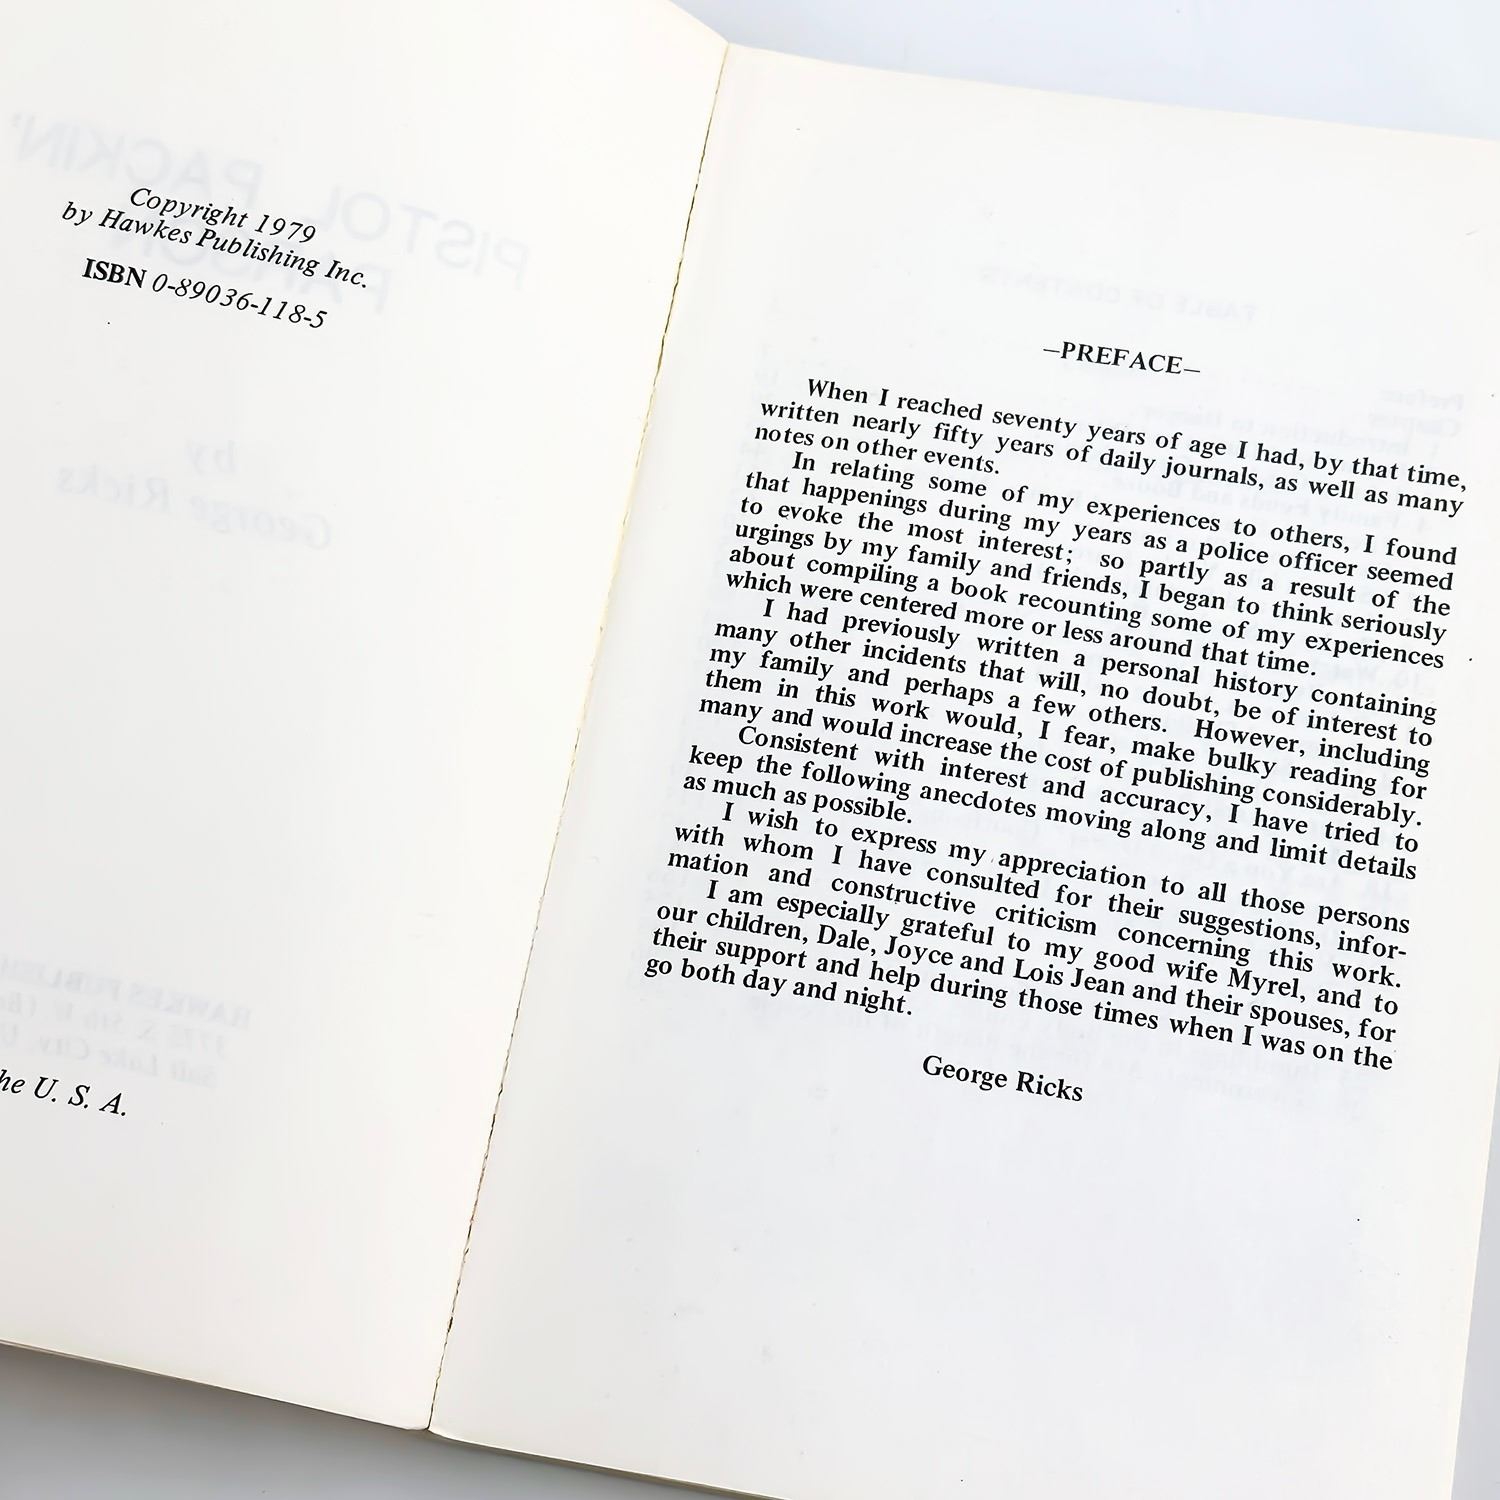 Copyright 1979
by Hawkes Publishing Inc.
ISBN 0-89036-118-5
he U. S. A.
PISTOL PACKIN'
by
George Ricks
TABLE OF CONTENTS
—PREFACE—
When I reached seventy years of age I had, by that time,
written nearly fifty years of daily journals, as well as many
notes on other events.
In relating some of my experiences to others, I found
that happenings during my years as a police officer seemed
to evoke the most interest; so partly as a result of the
urgings by my family and friends, I began to think seriously
about compiling a book recounting some of my experiences
which were centered more or less around that time.
I had previously written a personal history containing
many other incidents that will, no doubt, be of interest to
my family and perhaps a few others. However, including
them in this work would, I fear, make bulky reading for
many and would increase the cost of publishing considerably.
Consistent with interest and accuracy, I have tried to
keep the following anecdotes moving along and limit details
as much as possible.
I wish to express my appreciation to all those persons
with whom I have consulted for their suggestions, infor-
mation and constructive criticism concerning this work.
I am especially grateful to my good wife Myrel, and to
our children, Dale, Joyce and Lois Jean and their spouses, for
their support and help during those times when I was on the
go both day and night.
George Ricks